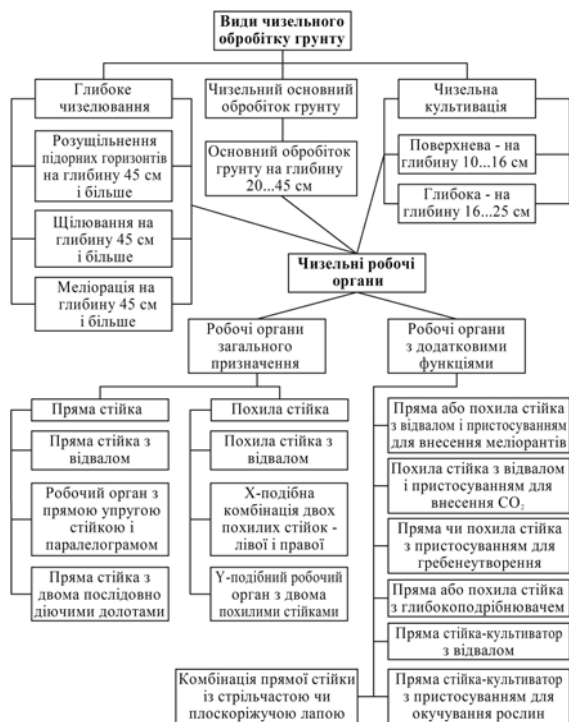 Види чизельного
обробітку грунту
Глибоке
чизелювання
Розущільнення
підорних горизонтів
на глибину 45 см
і більше
Щілювання на
глибину 45 см
і більше
Меліорація на
глибину 45 см
і більше
Чизельний основний
обробіток грунту
Основний обробіток
грунту на глибину
20...45 см
Чизельна
культивація
Поверхнева - на
глибину 10...16 см
Глибока - на
глибину 16...25 см
Чизельні робочі
органи
Робочі органи
загального
призначення
Пряма стійка
Пряма стійка з
відвалом
Робочий орган з
прямою упругою
стійкою і
паралелограмом
Пряма стійка з
двома послідовно
діючими долотами
Похила стійка
Похила стійка з
відвалом
Х-подібна
комбінація двох
похилих стійок -
лівої і правої
Y-подібний робочий
орган з двома
похилими стійками
Робочі органи
з додатковими
функціями
Пряма або похила стійка
з відвалом і пристосуванням
для внесення меліорантів
Похила стійка з відвалом
і пристосуванням для
внесення CO₂
Пряма чи похила стійка
з пристосуванням для
гребенеутворення
Пряма або похила стійка
з глибокоподрібнювачем
Пряма стійка-культиватор
з відвалом
Пряма стійка-культиватор
з пристосуванням для
окучування рослин
Комбінація прямої стійки
із стрільчастою чи
плоскоріжучою лапою